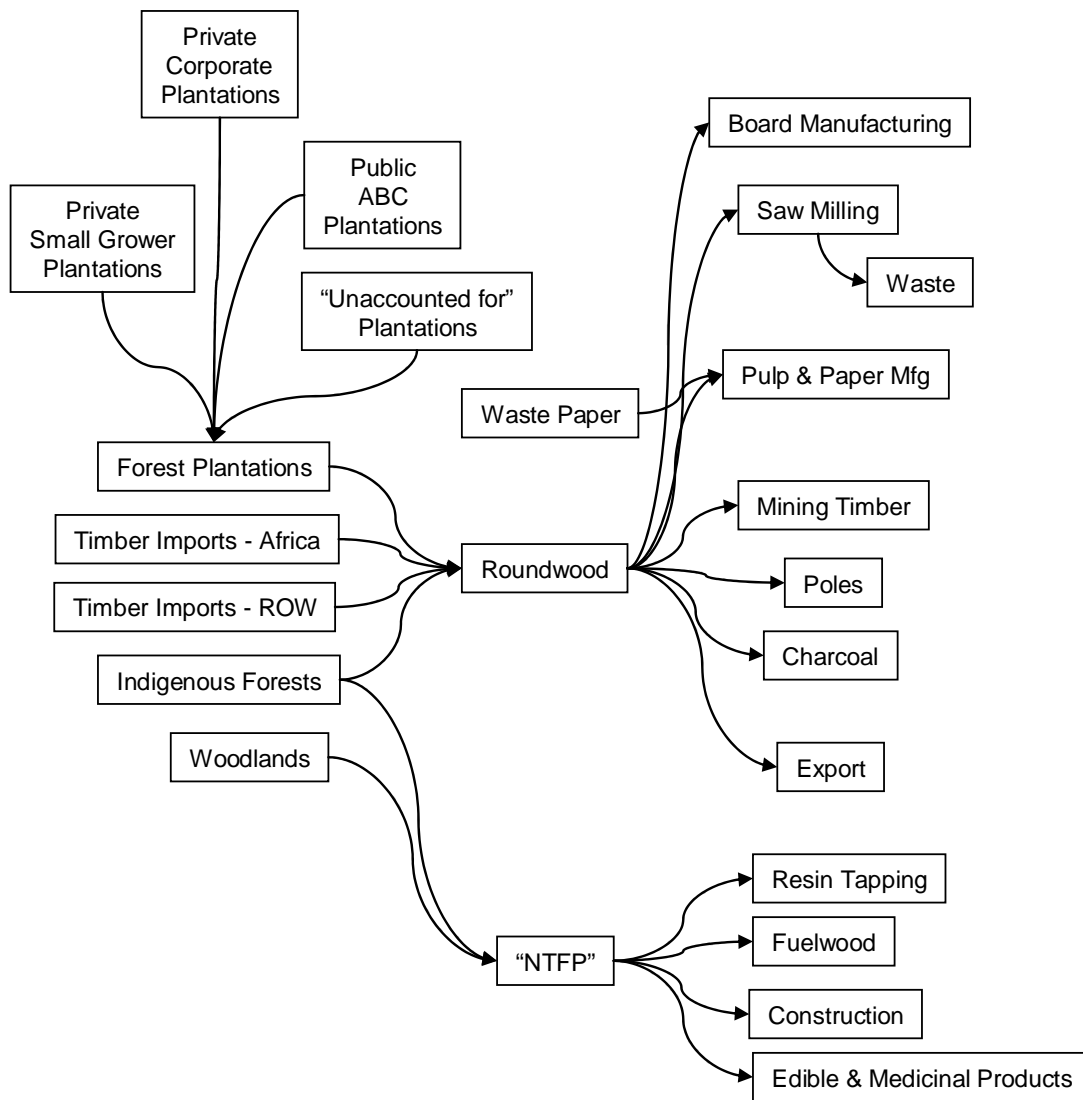 Private
Corporate
Plantations
Public
ABC
Plantations
Private
Small Grower
Plantations
“Unaccounted for”
Plantations
Forest Plantations
Timber Imports - Africa
Timber Imports - ROW
Indigenous Forests
Woodlands
Waste Paper
Roundwood
“NTFP”
Board Manufacturing
Saw Milling
Waste
Pulp & Paper Mfg
Mining Timber
Poles
Charcoal
Export
Resin Tapping
Fuelwood
Construction
Edible & Medicinal Products